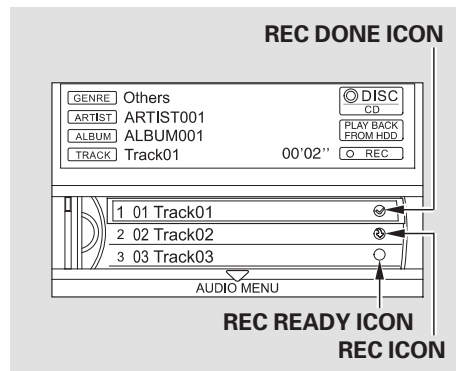 REC DONE ICON
GENRE Others
DISC
CD
ARTIST ARTIST001
ALBUM ALBUM001
PLAY BACK
FROM HDD
TRACK Track01 00'02'' REC
1 01 Track01
2 02 Track02
3 03 Track03
AUDIO MENU
REC READY ICON
REC ICON